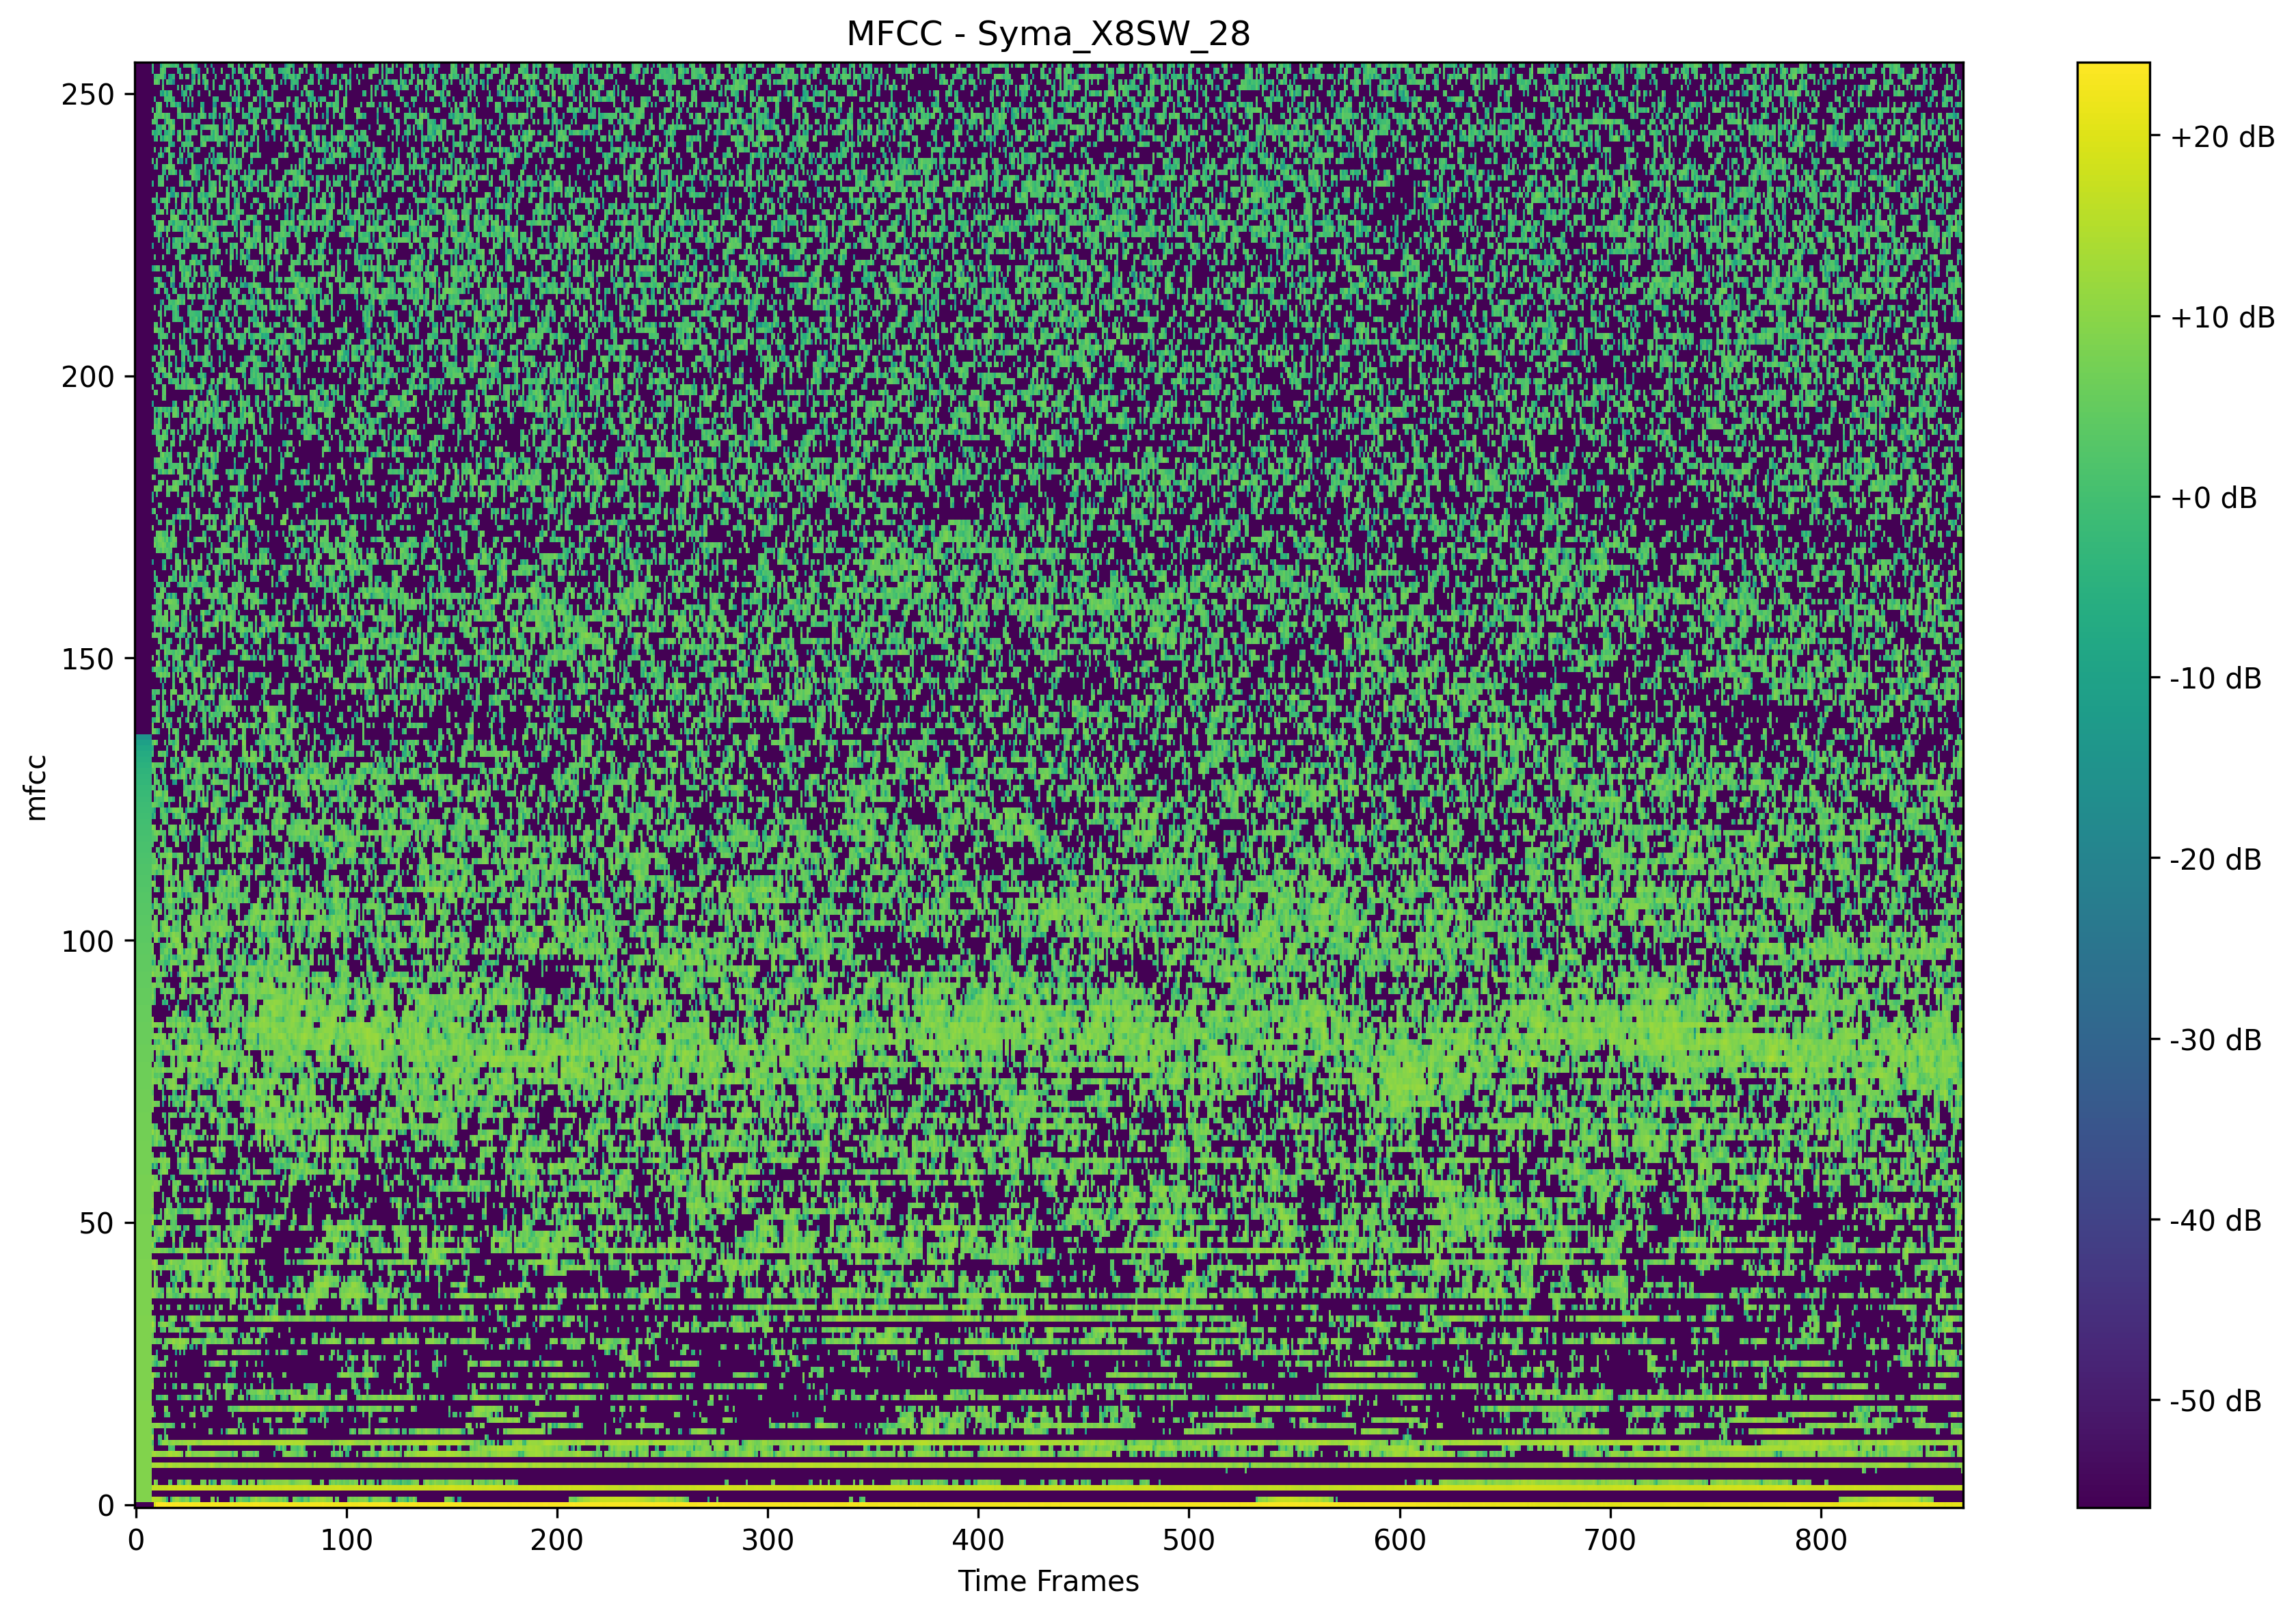 MFCC - Syma_X8SW_28
250
200
150
100
50
0
mfcc
0 100 200 300 400 500 600 700 800
Time Frames
+20 dB
+10 dB
+0 dB
-10 dB
-20 dB
-30 dB
-40 dB
-50 dB